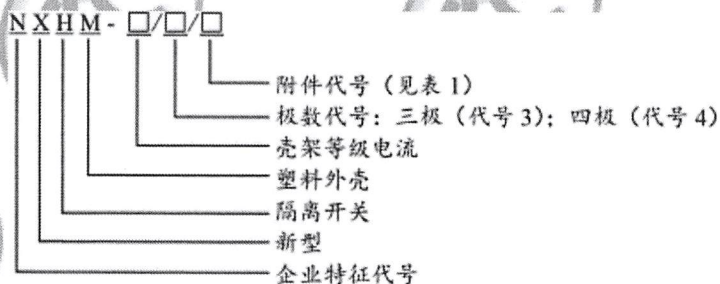 NXHM-□/□/□
附件代号（见表1）
极数代号：三极（代号3）；四极（代号4）
壳架等级电流
塑料外壳
隔离开关
新型
企业特征代号